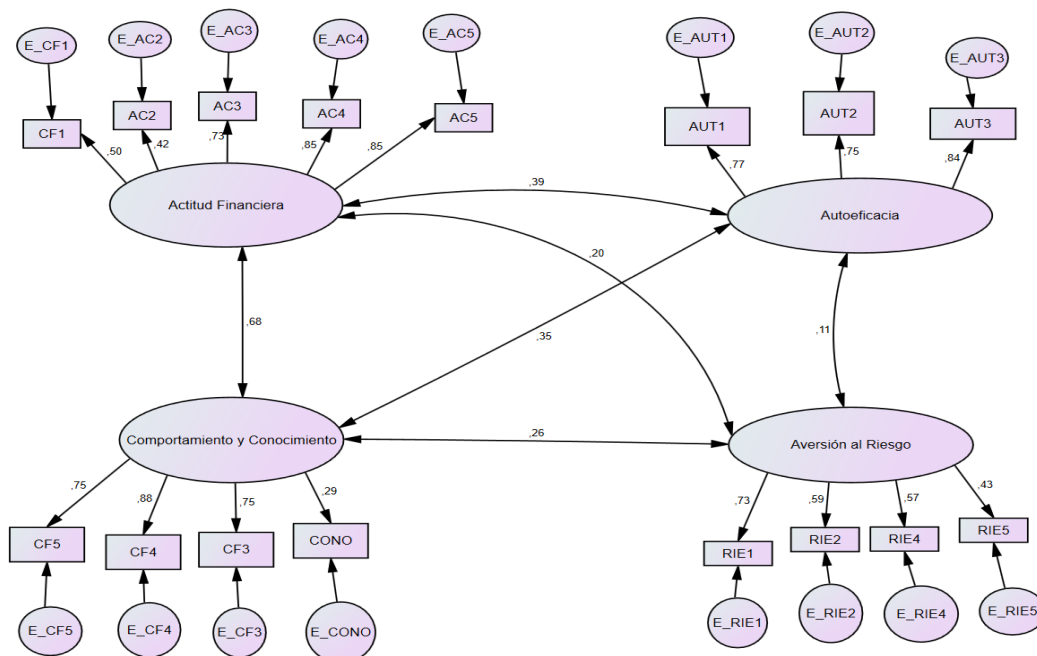 E_CF1
E_AC2
E_AC3
E_AC4
E_AC5
E_AUT1
E_AUT2
E_AUT3
CF1
AC2
AC3
AC4
AC5
AUT1
AUT2
AUT3
,50
,42
,73
,85
,85
,77
,75
,84
Actitud Financiera
,39
Autoeficacia
,20
,68
,35
,11
Comportamiento y Conocimiento
,26
Aversión al Riesgo
,75
,88
,75
,29
,73
,59
,57
,43
CF5
CF4
CF3
CONO
RIE1
RIE2
RIE4
RIE5
E_CF5
E_CF4
E_CF3
E_CONO
E_RIE1
E_RIE2
E_RIE4
E_RIE5